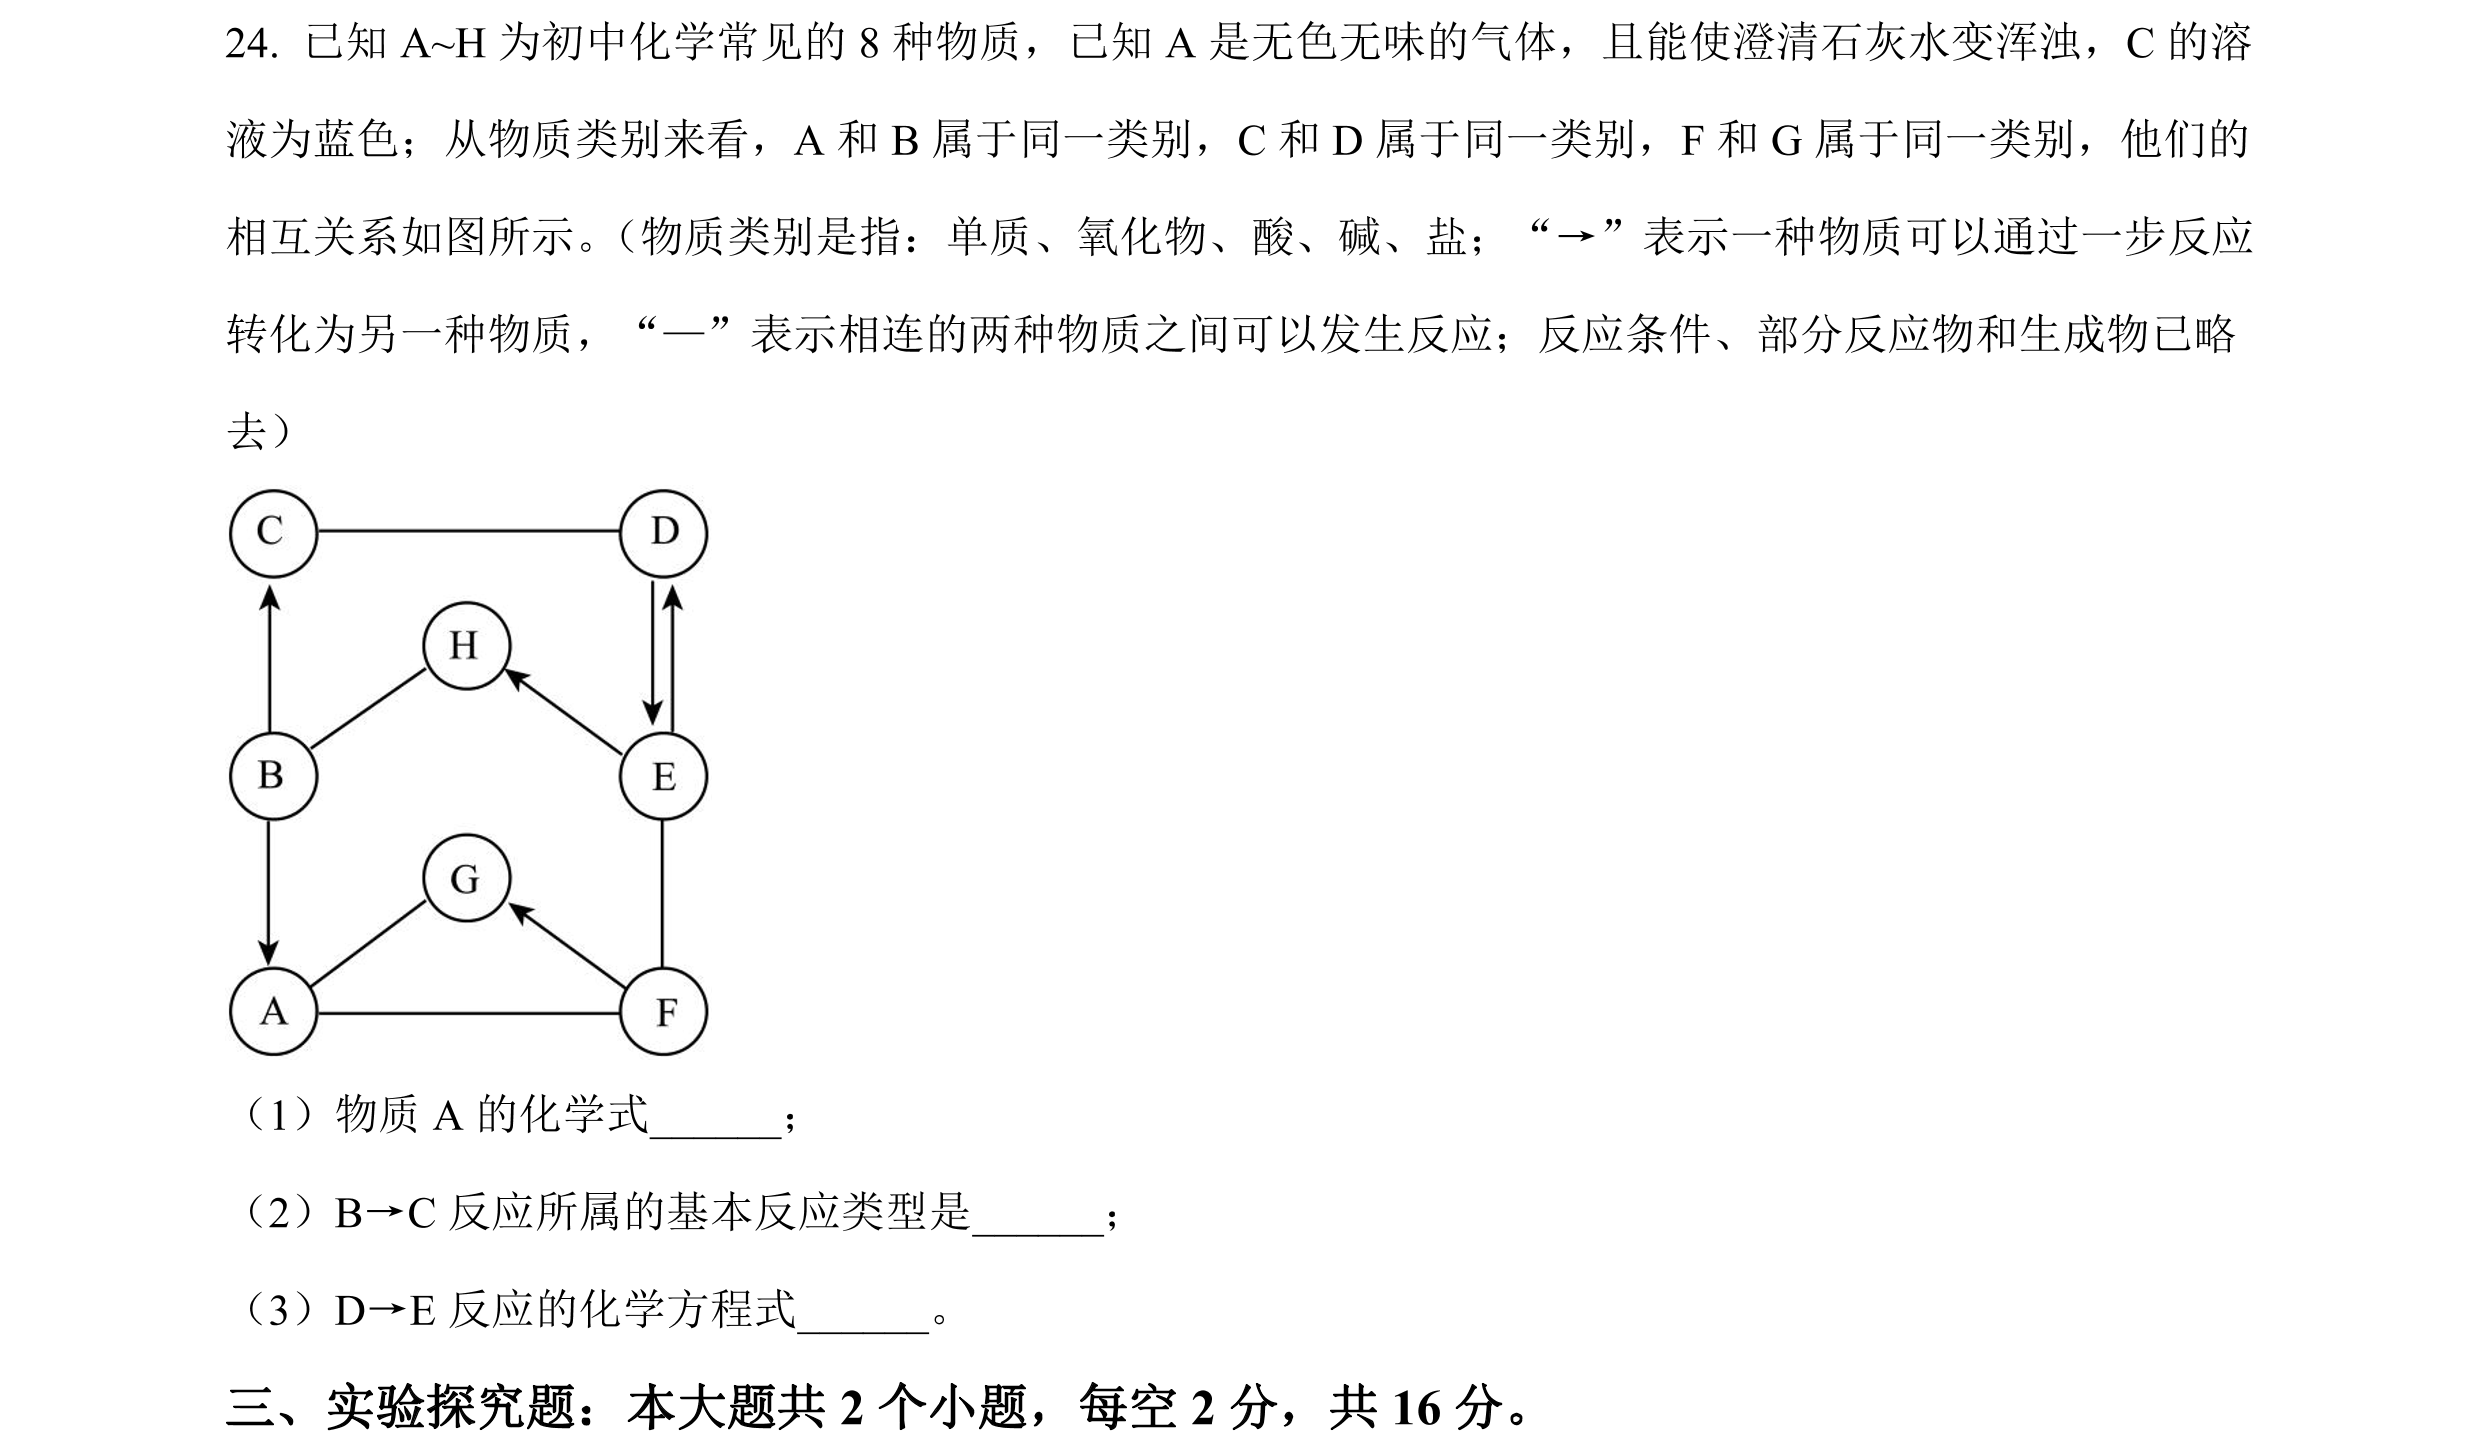 24. 已知 A~H 为初中化学常见的 8 种物质，已知 A 是无色无味的气体，且能使澄清石灰水变浑浊，C 的溶
液为蓝色；从物质类别来看，A 和 B 属于同一类别，C 和 D 属于同一类别，F 和 G 属于同一类别，他们的
相互关系如图所示。（物质类别是指：单质、氧化物、酸、碱、盐；“→”表示一种物质可以通过一步反应
转化为另一种物质，“—”表示相连的两种物质之间可以发生反应；反应条件、部分反应物和生成物已略
去）
C
D
H
B
E
G
A
F
（1）物质 A 的化学式______；
（2）B→C 反应所属的基本反应类型是______；
（3）D→E 反应的化学方程式______。
三、实验探究题：本大题共 2 个小题，每空 2 分，共 16 分。